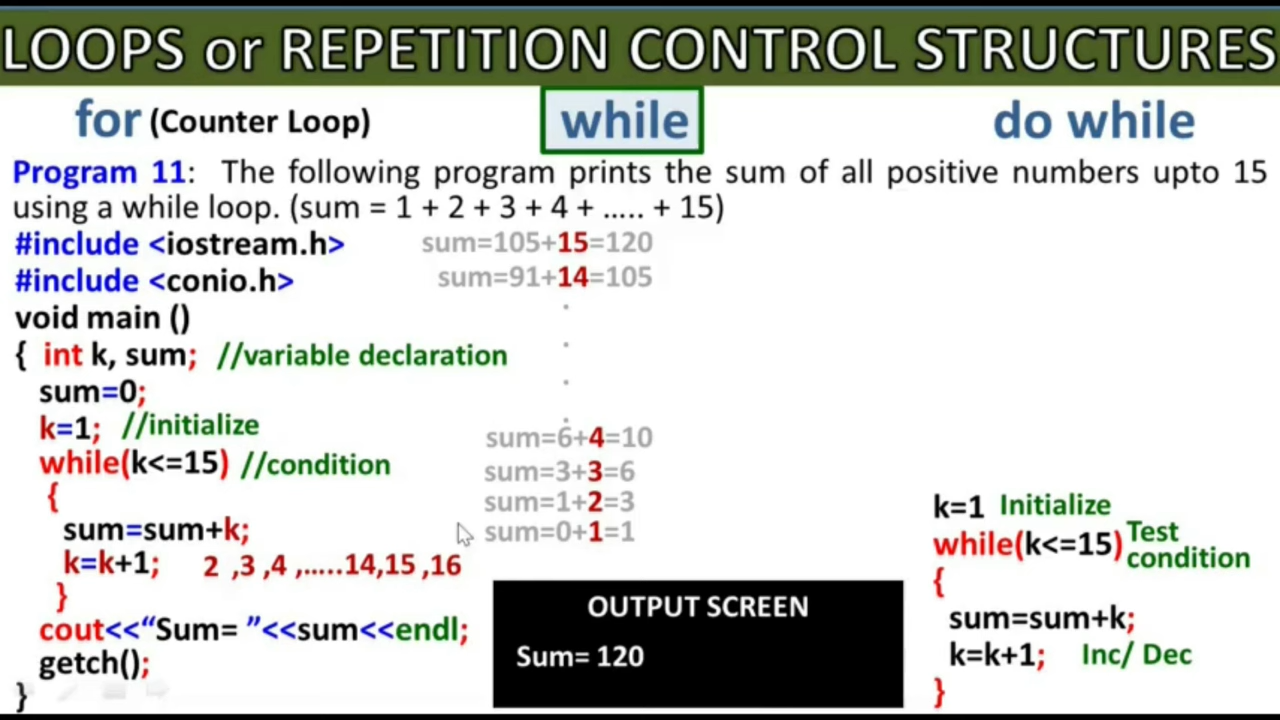 LOOPS or REPETITION CONTROL STRUCTURES
for (Counter Loop)
while
do while
Program 11: The following program prints the sum of all positive numbers upto 15
using a while loop. (sum = 1 + 2 + 3 + 4 + ..... + 15)
#include <iostream.h>
#include <conio.h>
void main ()
{ int k, sum; //variable declaration
sum=0;
k=1; //initialize
while(k<=15) //condition
{
sum=sum+k;
k=k+1; 2 ,3 ,4 ,.....14,15 ,16
}
cout<<“Sum= ”<<sum<<endl;
getch();
}
sum=105+15=120
sum=91+14=105
.
.
.
.
sum=6+4=10
sum=3+3=6
sum=1+2=3
sum=0+1=1
OUTPUT SCREEN
Sum= 120
k=1 Initialize
while(k<=15) Test condition
{
sum=sum+k;
k=k+1; Inc/ Dec
}